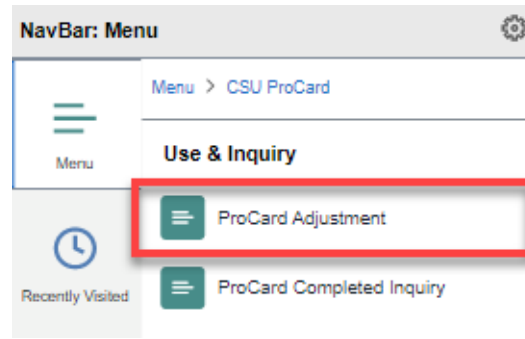 NavBar: Menu
Menu > CSU ProCard
Menu
Use & Inquiry
ProCard Adjustment
Recently Visited
ProCard Completed Inquiry